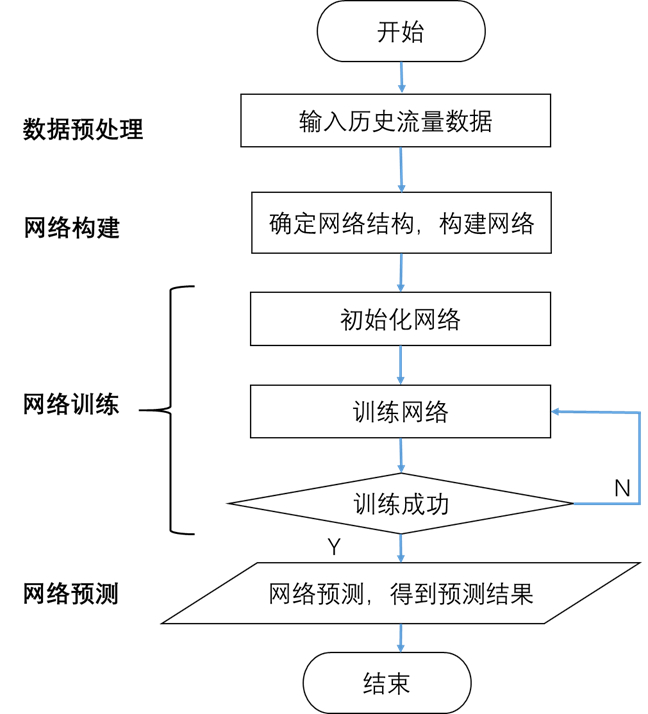 开始
数据预处理
输入历史流量数据
网络构建
确定网络结构，构建网络
初始化网络
网络训练
训练网络
训练成功
N
Y
网络预测
网络预测，得到预测结果
结束